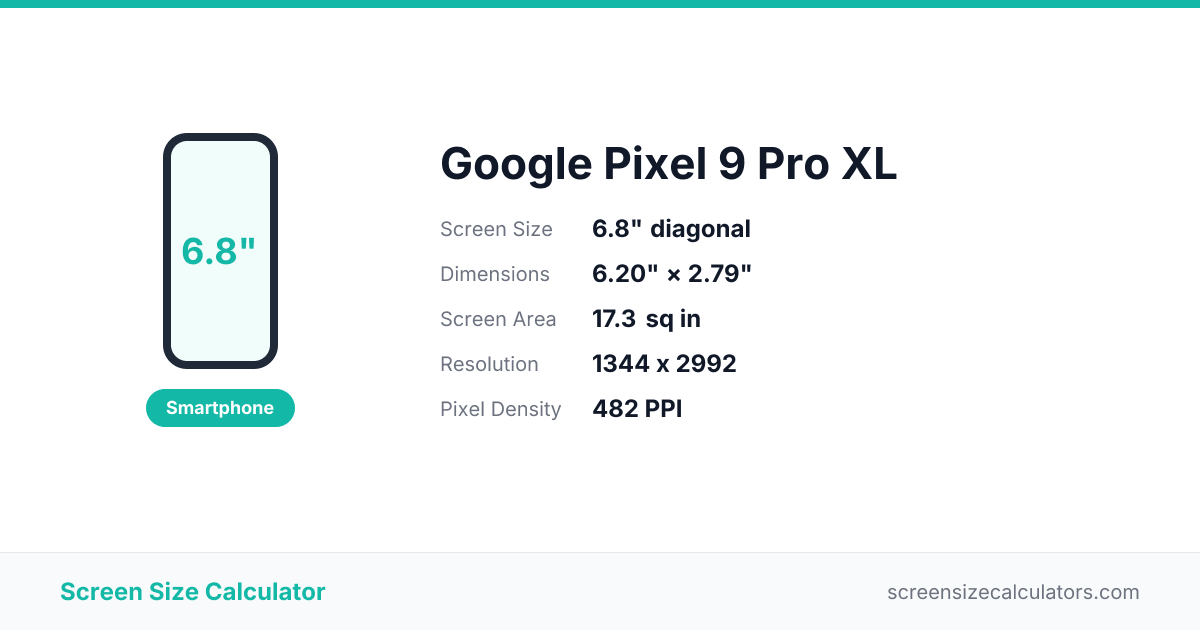 Google Pixel 9 Pro XL
6.8"
Screen Size 6.8" diagonal
Dimensions 6.20" × 2.79"
Screen Area 17.3 sq in
Resolution 1344 x 2992
Pixel Density 482 PPI
Smartphone
Screen Size Calculator
screensizecalculators.com